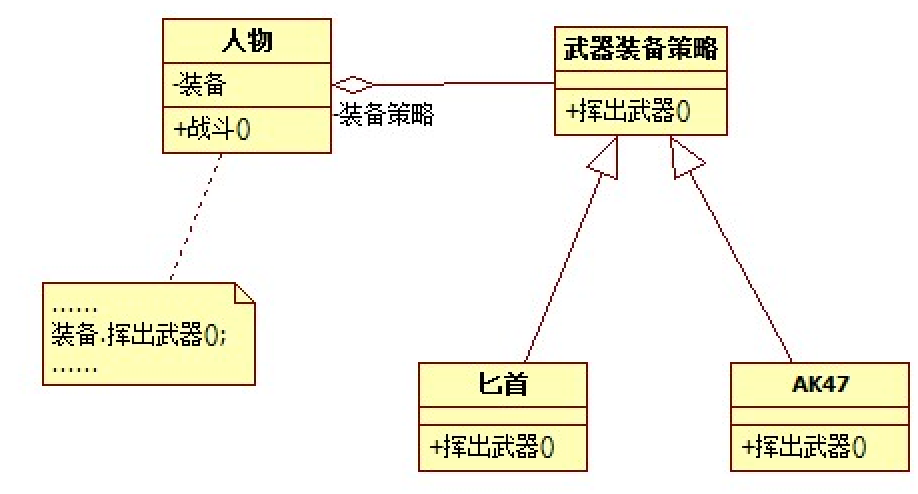 人物
-装备
+战斗()
-装备策略
武器装备策略
+挥出武器()
……
装备.挥出武器();
……
匕首
+挥出武器()
AK47
+挥出武器()